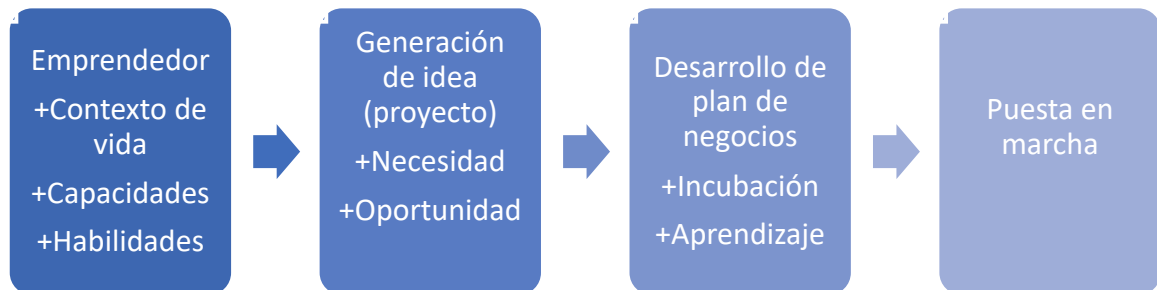 Emprendedor
+Contexto de
vida
+Capacidades
+Habilidades
Generación
de idea
(proyecto)
+Necesidad
+Oportunidad
Desarrollo de
plan de
negocios
+Incubación
+Aprendizaje
Puesta en
marcha